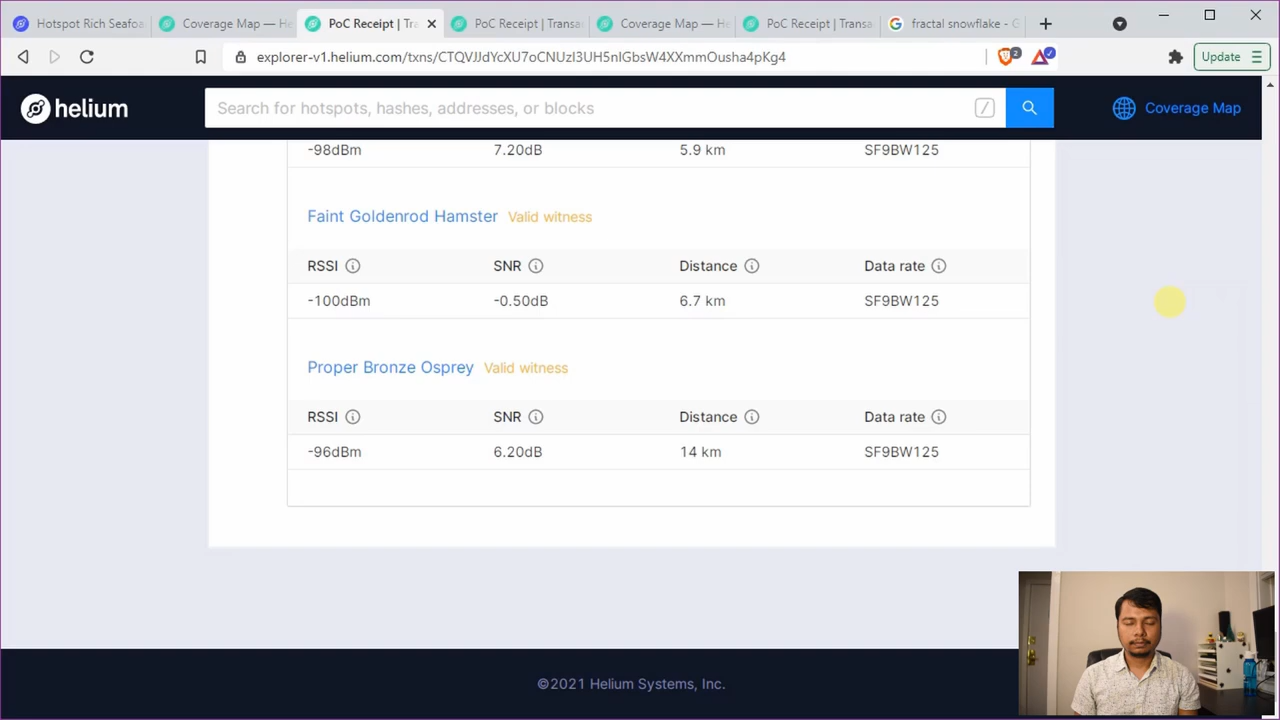 Hotspot Rich Seafoa
Coverage Map — He
PoC Receipt | Tra
PoC Receipt | Transa
Coverage Map — H
PoC Receipt | Transa
fractal snowflake - G
explorer-v1.helium.com/txns/
2
Update
helium
Search for hotspots, hashes, addresses, or blocks
/
Coverage Map
-98dBm 7.20dB 5.9 km SF9BW125
Faint Goldenrod Hamster Valid witness
RSSI SNR Distance Data rate
-100dBm -0.50dB 6.7 km SF9BW125
Proper Bronze Osprey Valid witness
RSSI SNR Distance Data rate
-96dBm 6.20dB 14 km SF9BW125
©2021 Helium Systems, Inc.